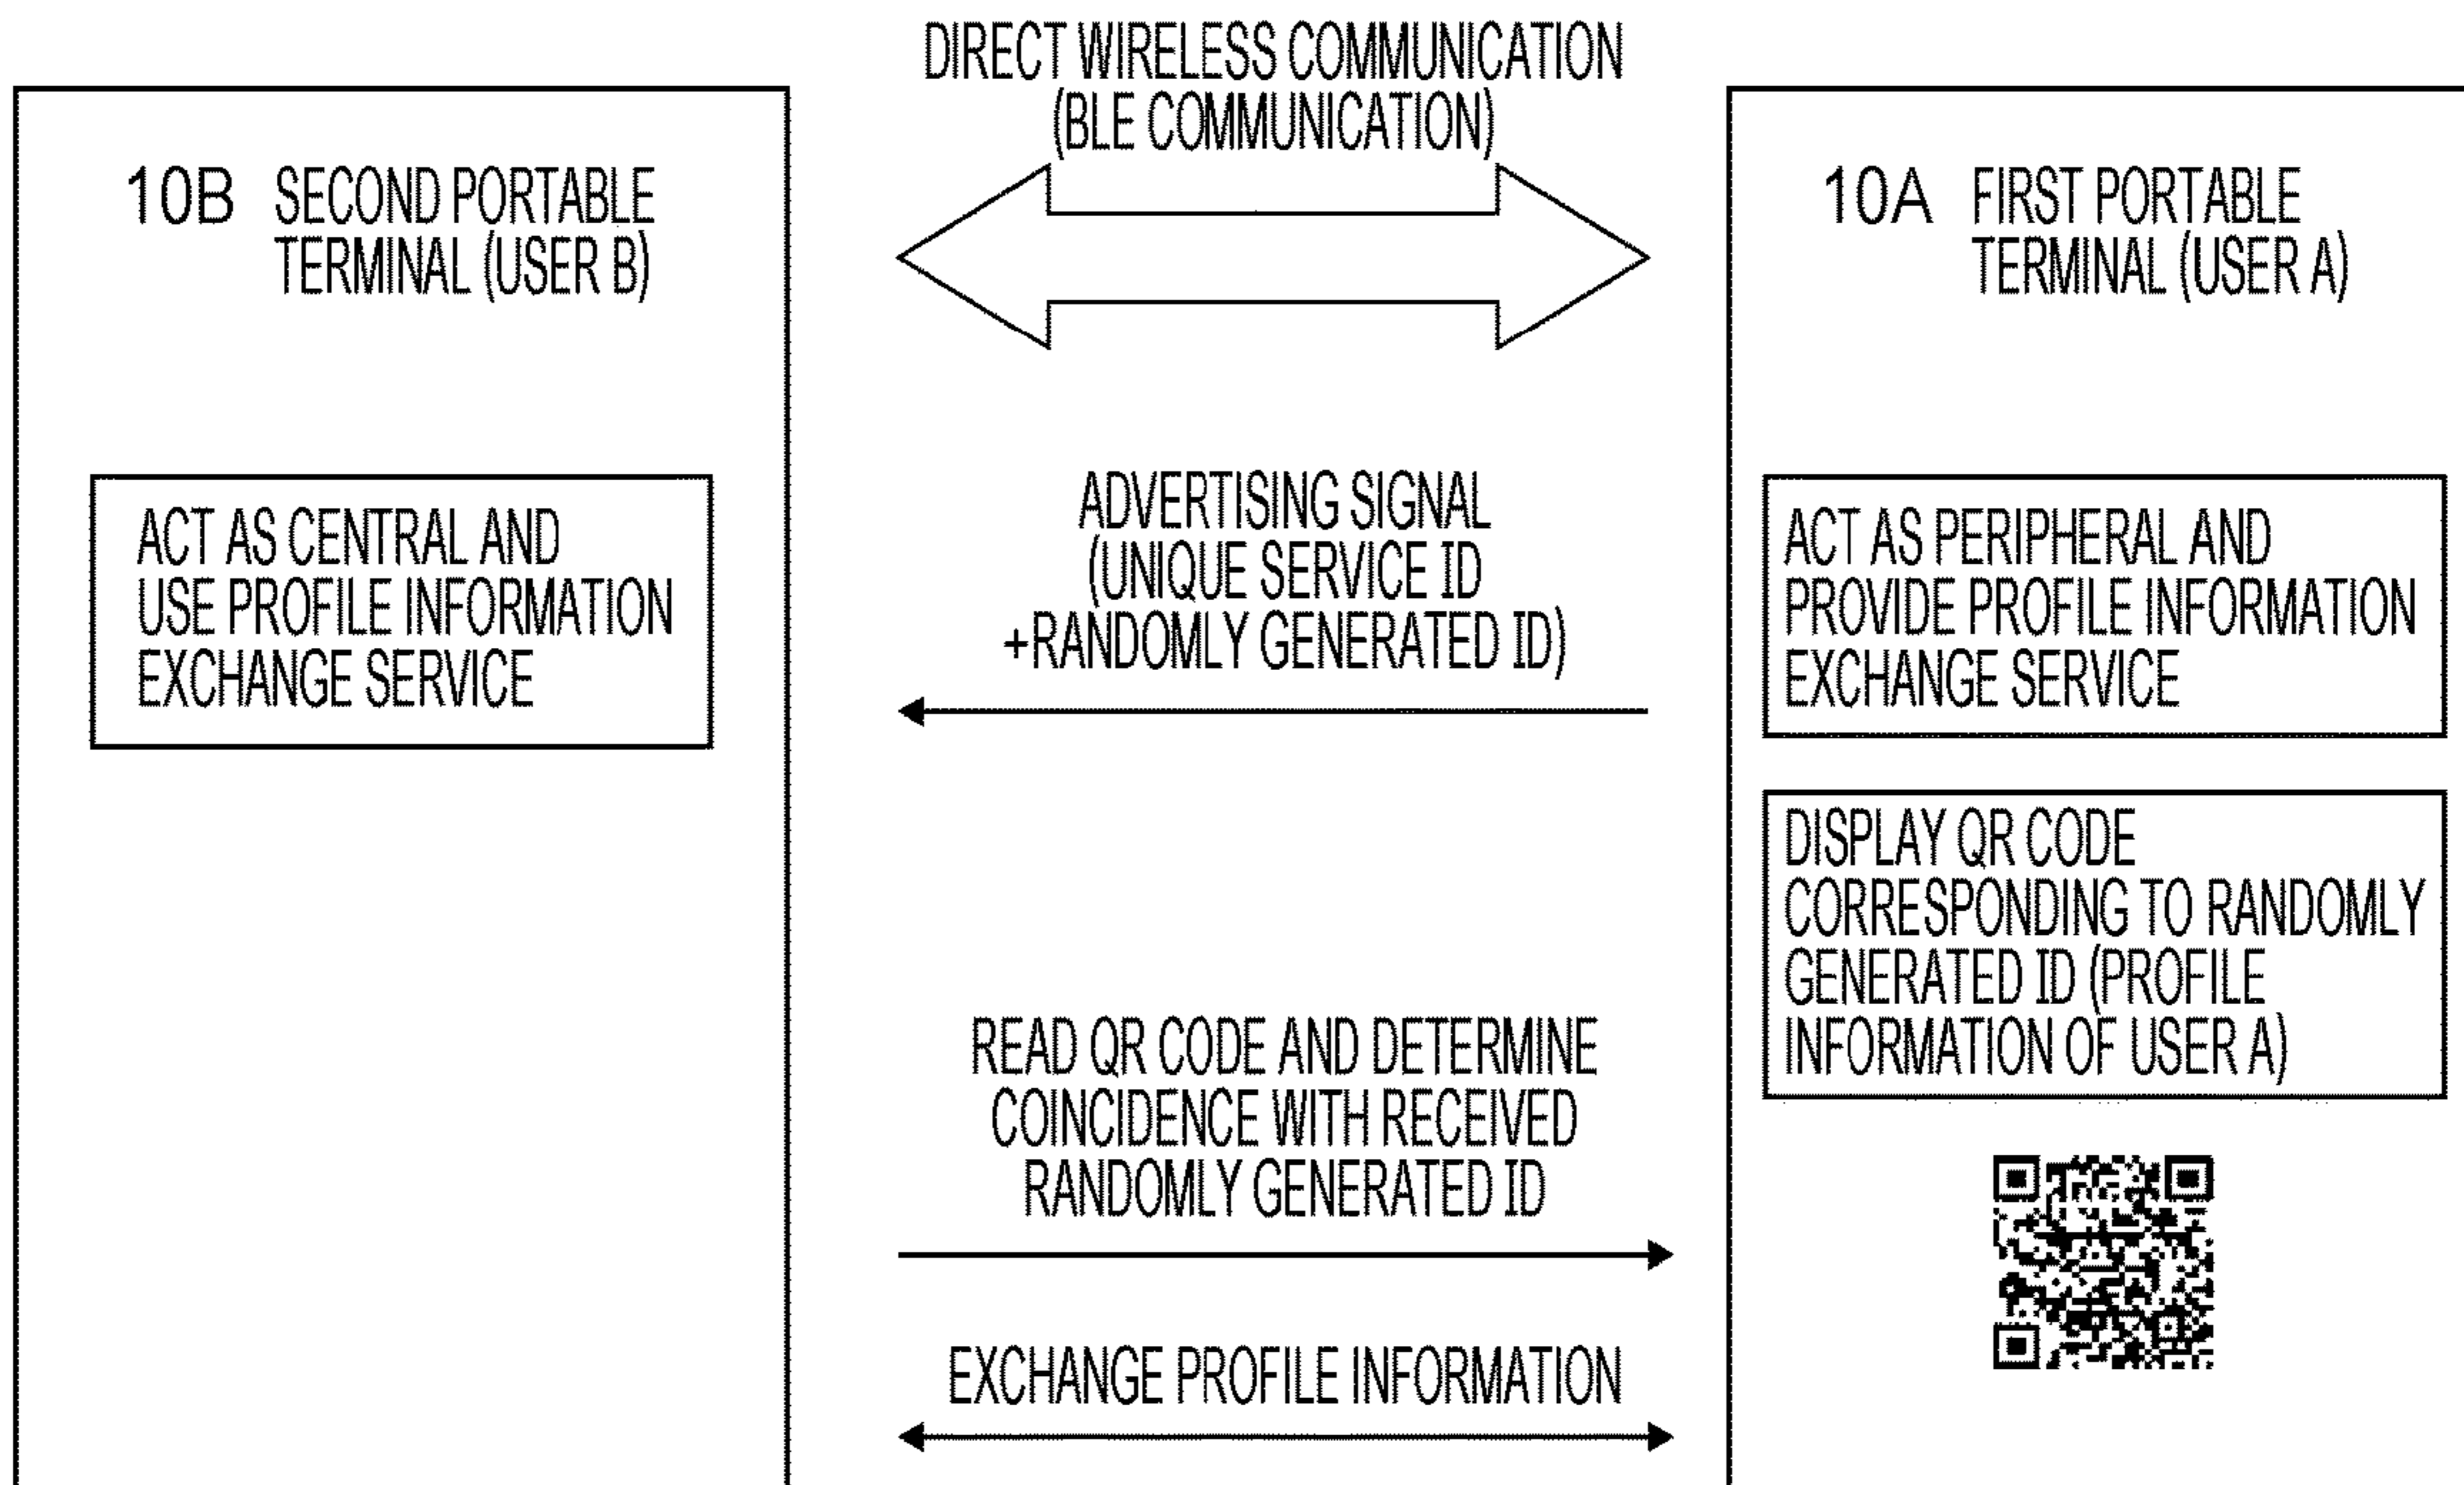 DIRECT WIRELESS COMMUNICATION
(BLE COMMUNICATION)
10B SECOND PORTABLE
TERMINAL (USER B)
10A FIRST PORTABLE
TERMINAL (USER A)
ACT AS CENTRAL AND
USE PROFILE INFORMATION
EXCHANGE SERVICE
ADVERTISING SIGNAL
(UNIQUE SERVICE ID
+RANDOMLY GENERATED ID)
ACT AS PERIPHERAL AND
PROVIDE PROFILE INFORMATION
EXCHANGE SERVICE
DISPLAY QR CODE
CORRESPONDING TO RANDOMLY
GENERATED ID (PROFILE
INFORMATION OF USER A)
READ QR CODE AND DETERMINE
COINCIDENCE WITH RECEIVED
RANDOMLY GENERATED ID
EXCHANGE PROFILE INFORMATION